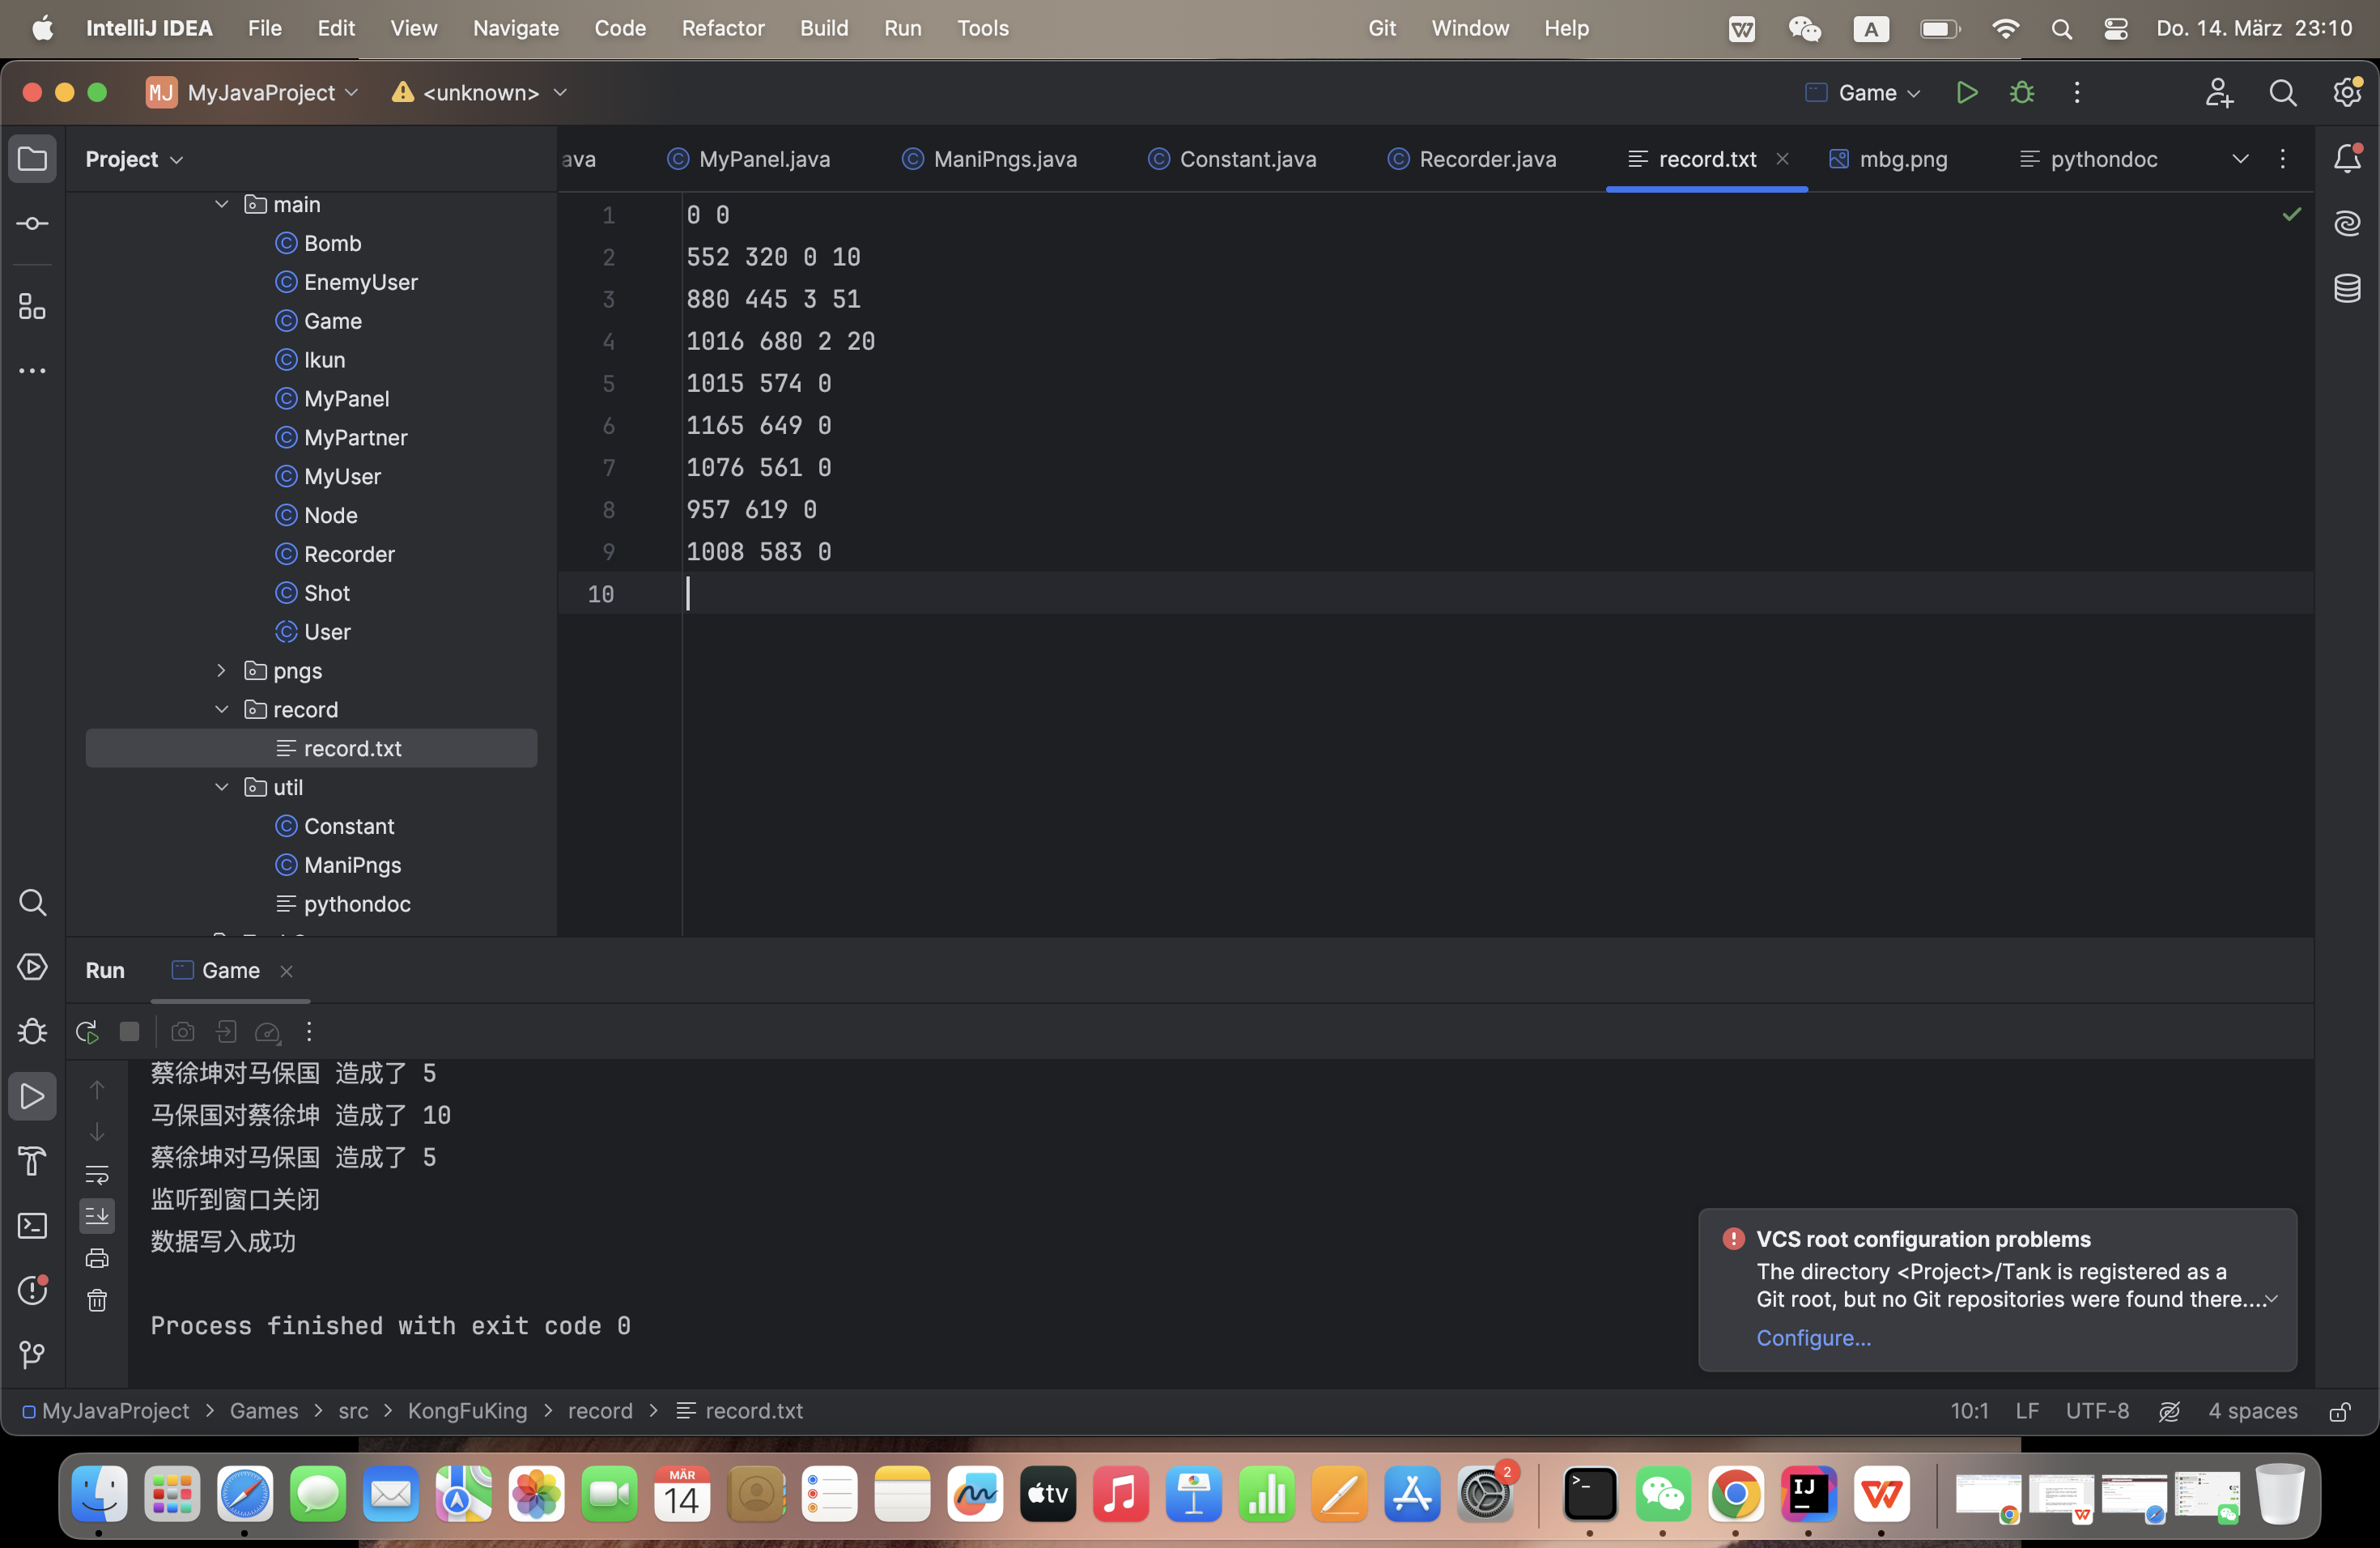 IntelliJ IDEA File Edit View Navigate Code Refactor Build Run Tools Git Window Help A Do. 14. März 23:10
MJ MyJavaProject <unknown> Game
Project
ava MyPanel.java ManiPngs.java Constant.java Recorder.java record.txt mbg.png pythondoc
main
Bomb
EnemyUser
Game
Ikun
MyPanel
MyPartner
MyUser
Node
Recorder
Shot
User
pngs
record
record.txt
util
Constant
ManiPngs
pythondoc
1 0 0
2 552 320 0 10
3 880 445 3 51
4 1016 680 2 20
5 1015 574 0
6 1165 649 0
7 1076 561 0
8 957 619 0
9 1008 583 0
10
Run Game
蔡徐坤对马保国 造成了 5
马保国对蔡徐坤 造成了 10
蔡徐坤对马保国 造成了 5
监听到窗口关闭
数据写入成功
Process finished with exit code 0
VCS root configuration problems
The directory <Project>/Tank is registered as a
Git root, but no Git repositories were found there....
Configure...
MyJavaProject > Games > src > KongFuKing > record > record.txt 10:1 LF UTF-8 4 spaces
MÄR
14
tv
2
IJ